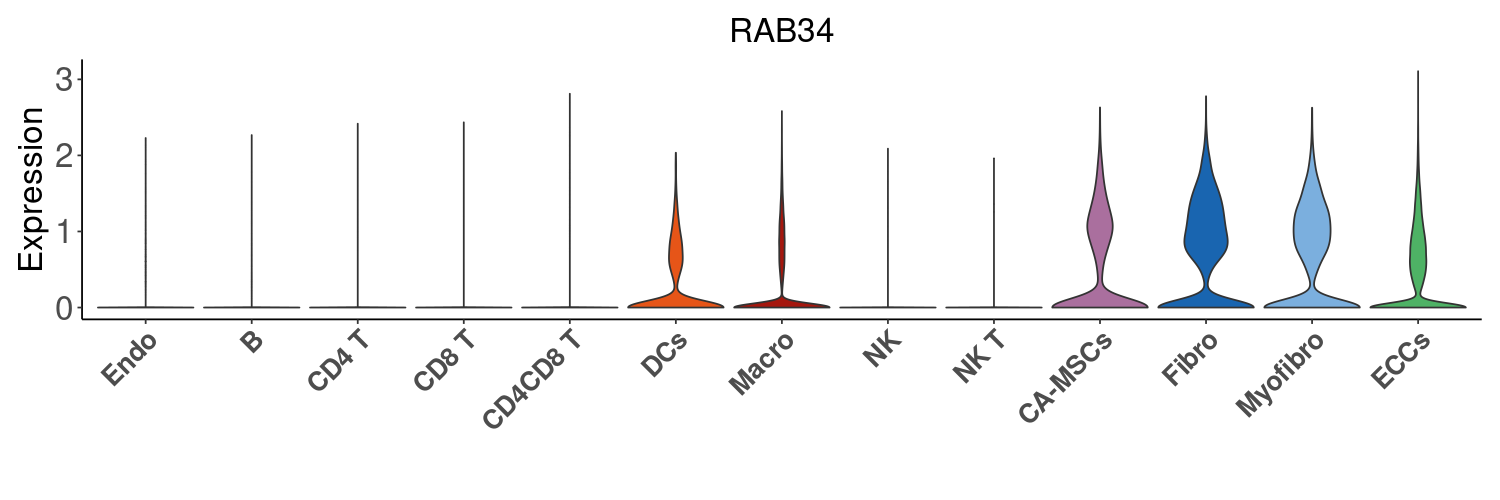 RAB34
Expression
3
2
1
0
Endo
B
CD4 T
CD8 T
CD4CD8 T
DCs
Macro
NK
NK T
CA-MSCs
Fibro
Myofibro
ECCs